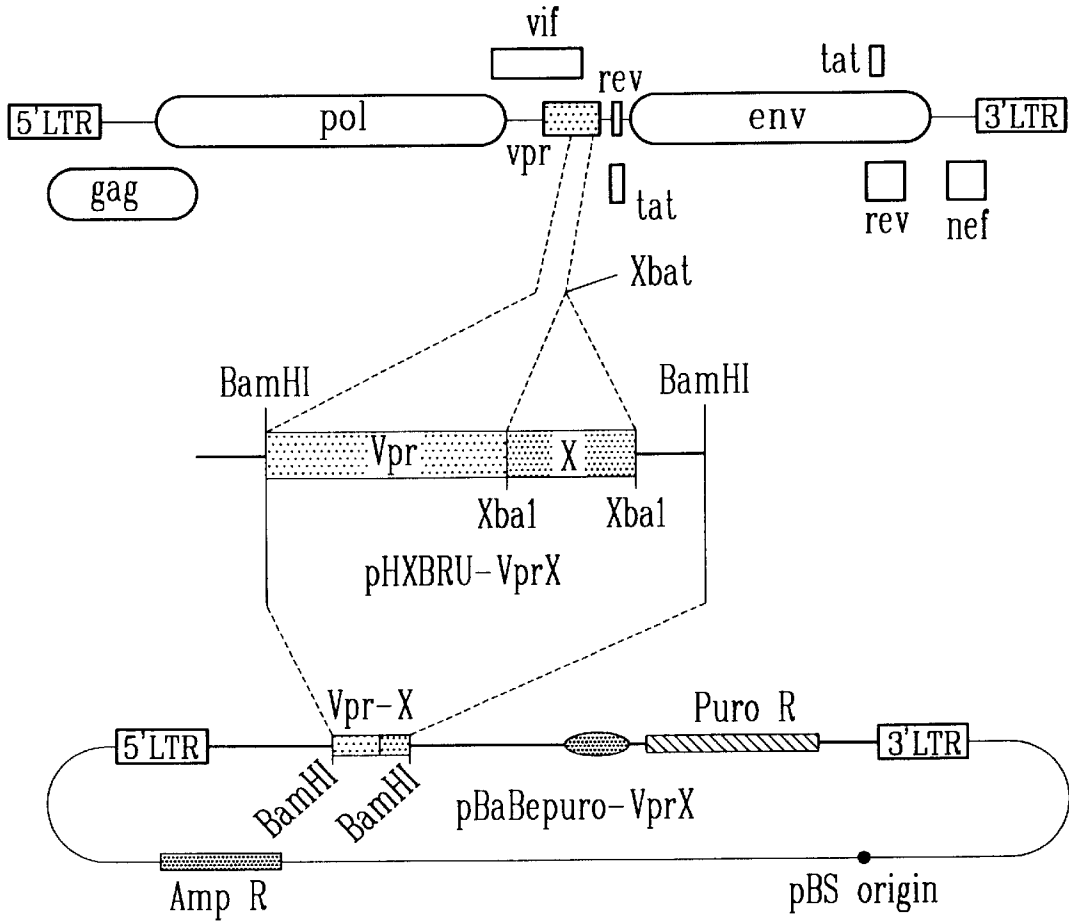 vif
tat
rev
5'LTR
pol
env
3'LTR
vpr
gag
tat
rev
nef
Xbat
BamHI
BamHI
Vpr
X
Xba1
Xba1
pHXBRU-VprX
Vpr-X
Puro R
5'LTR
3'LTR
BamHI
BamHI
pBaBepuro-VprX
Amp R
pBS origin